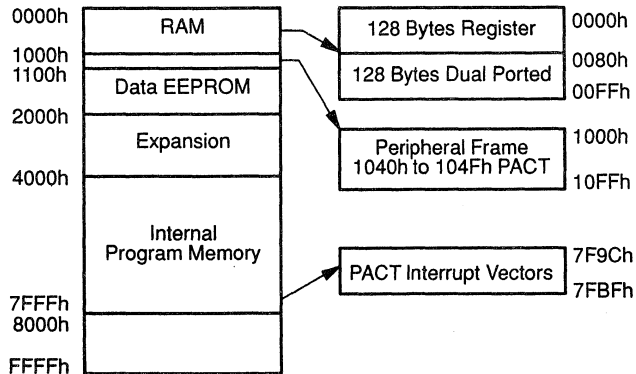 0000h
RAM
1000h
1100h
Data EEPROM
2000h
Expansion
4000h
Internal
Program Memory
7FFFh
8000h
FFFFh
128 Bytes Register
0000h
0080h
128 Bytes Dual Ported
00FFh
Peripheral Frame
1040h to 104Fh PACT
1000h
10FFh
PACT Interrupt Vectors
7F9Ch
7FBFh